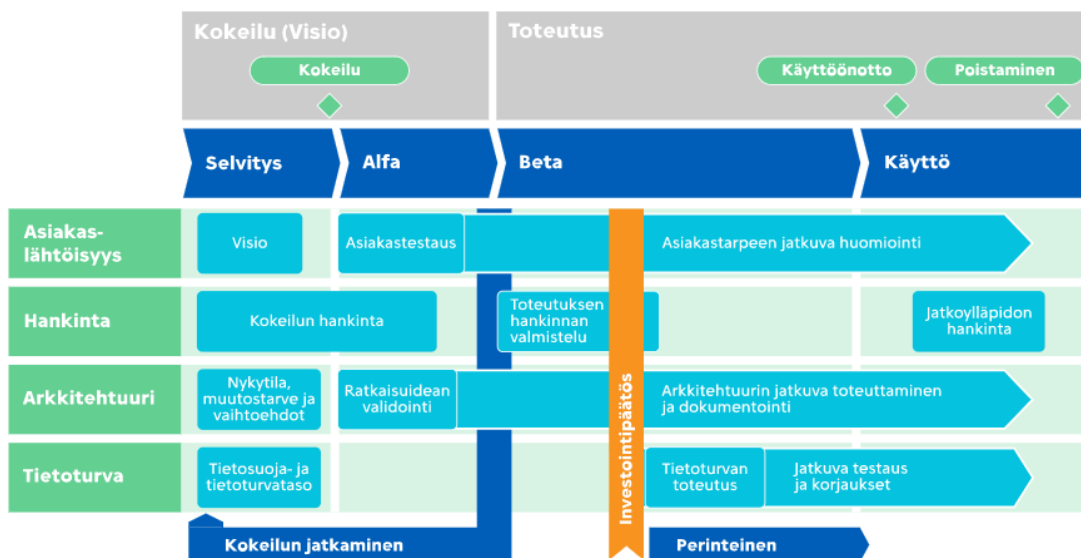 Kokeilu (Visio)
Toteutus
Kokeilu
Käyttöönotto
Poistaminen
Selvitys
Alfa
Beta
Käyttö
Asiakas-
lähtöisyys
Visio
Asiakastestaus
Asiakastarpeen jatkuva huomiointi
Hankinta
Kokeilun hankinta
Toteutuksen
hankinnan
valmistelu
Jatkoylläpidon
hankinta
Arkkitehtuuri
Nykytila,
muutostarve ja
vaihtoehdot
Ratkaisuidean
validointi
Arkkitehtuurin jatkuva toteuttaminen
ja dokumentointi
Tietoturva
Tietosuoja- ja
tietoturvataso
Tietoturvan
toteutus
Jatkuva testaus
ja korjaukset
Investointipäätös
Kokeilun jatkaminen
Perinteinen